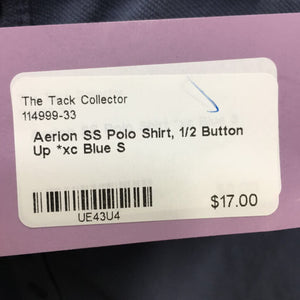 The Tack Collector
114999-33
Aerion SS Polo Shirt, 1/2 Button
Up *xc Blue S
$17.00
UE43U4